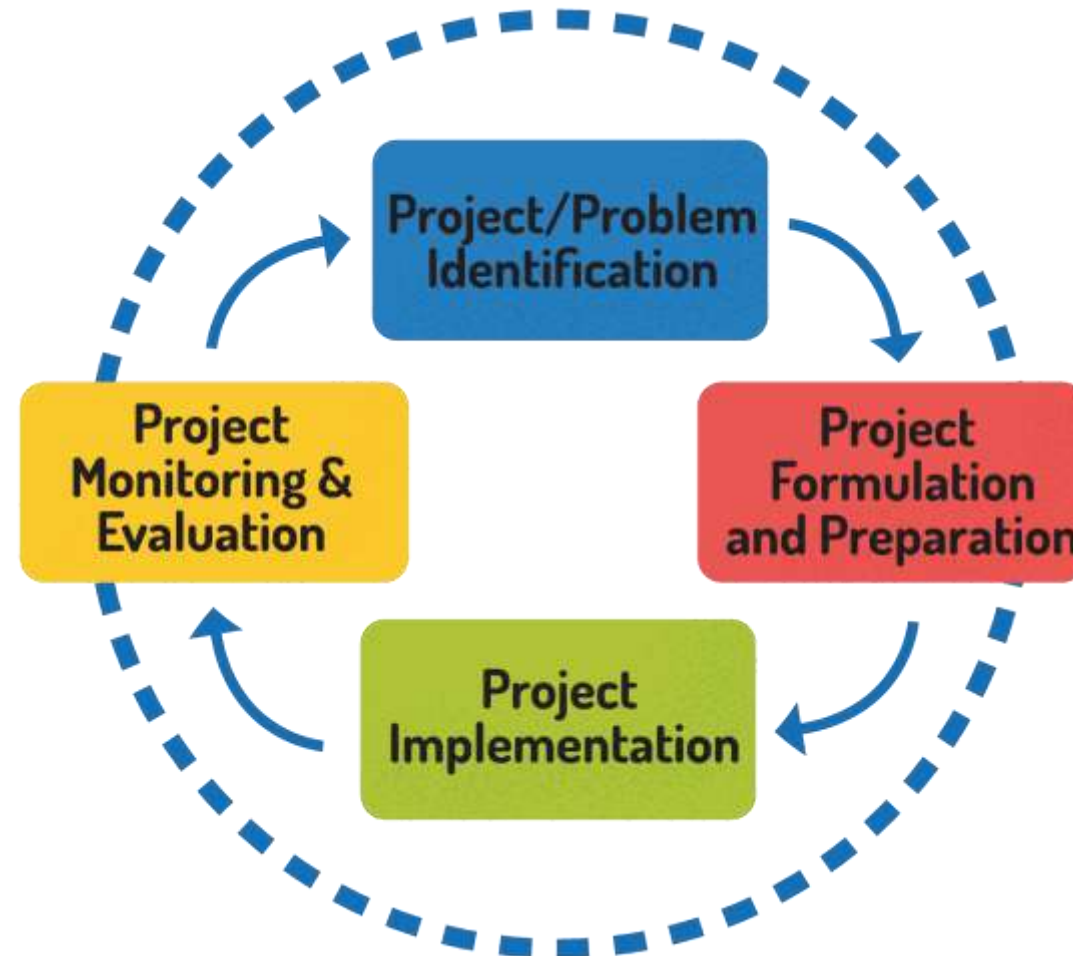 Project/Problem
Identification
Project
Formulation
and Preparation
Project
Implementation
Project
Monitoring &
Evaluation